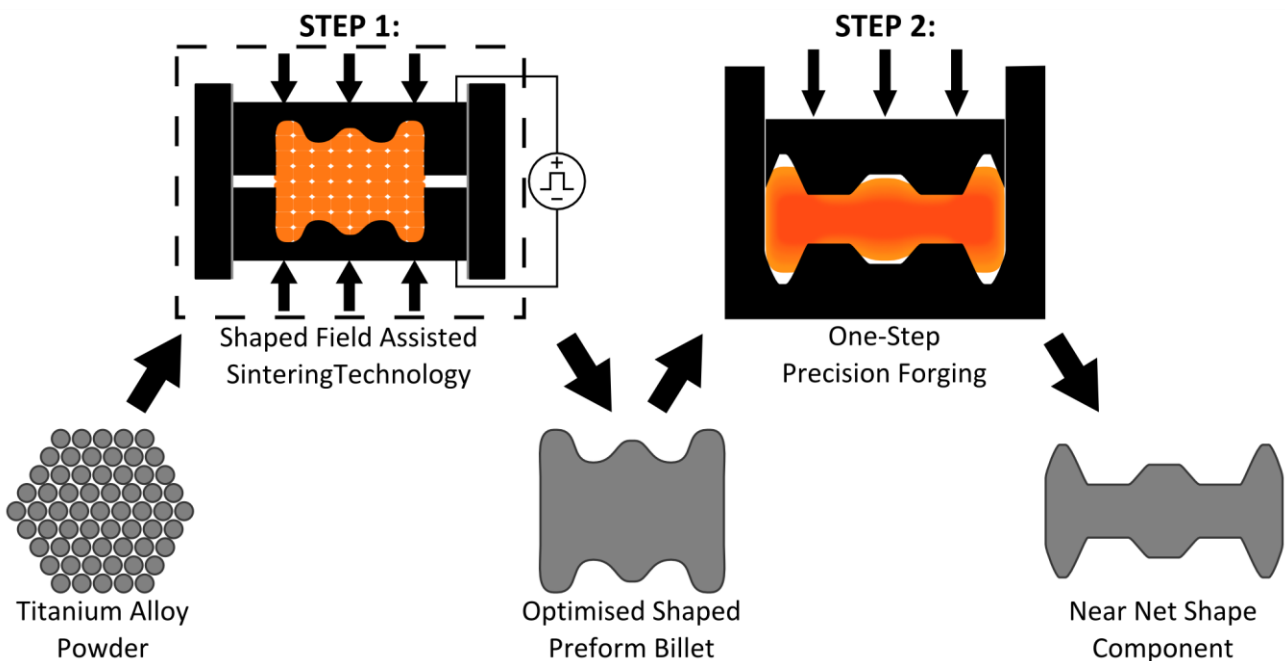 STEP 1:
STEP 2:
+
−
Shaped Field Assisted
SinteringTechnology
One-Step
Precision Forging
Titanium Alloy
Powder
Optimised Shaped
Preform Billet
Near Net Shape
Component